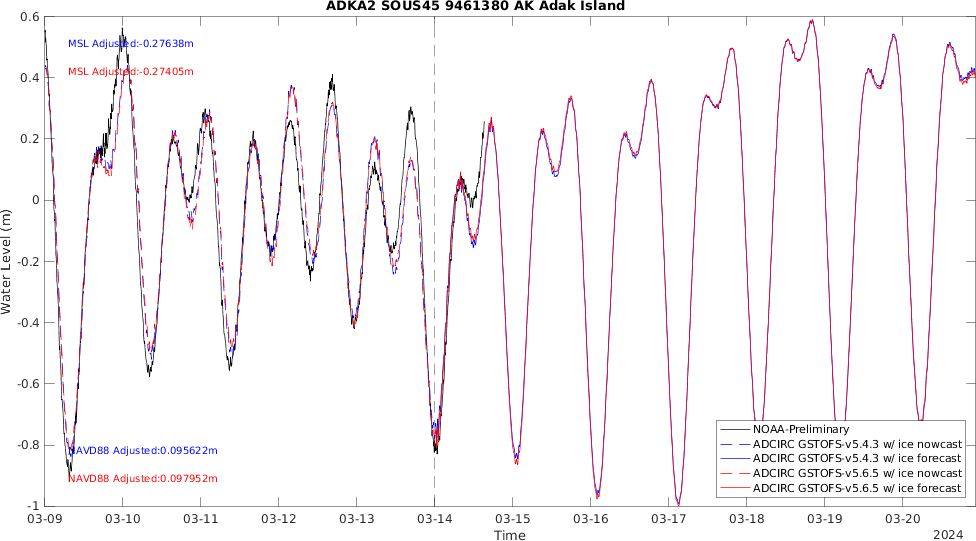 ADKA2 SOUS45 9461380 AK Adak Island
MSL Adjusted:-0.27638m
MSL Adjusted:-0.27405m
NAVD88 Adjusted:0.095622m
NAVD88 Adjusted:0.097952m
Water Level (m)
0.6
0.4
0.2
0
-0.2
-0.4
-0.6
-0.8
-1
NOAA-Preliminary
ADCIRC GSTOFS-v5.4.3 w/ ice nowcast
ADCIRC GSTOFS-v5.4.3 w/ ice forecast
ADCIRC GSTOFS-v5.6.5 w/ ice nowcast
ADCIRC GSTOFS-v5.6.5 w/ ice forecast
03-09 03-10 03-11 03-12 03-13 03-14 03-15 03-16 03-17 03-18 03-19 03-20
Time
2024